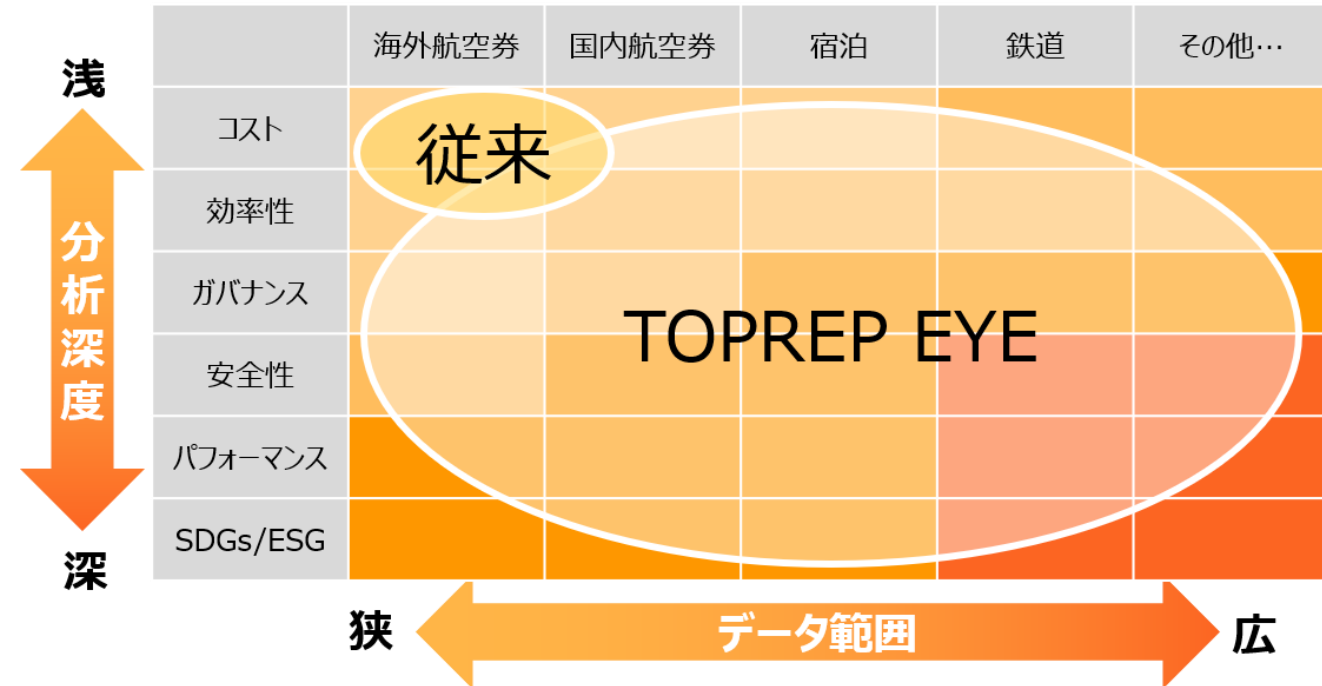 海外航空券 国内航空券 宿泊 鉄道 その他…
浅
コスト
従来
効率性
分析深度
ガバナンス
TOPREP EYE
安全性
パフォーマンス
SDGs/ESG
深
狭
データ範囲
広